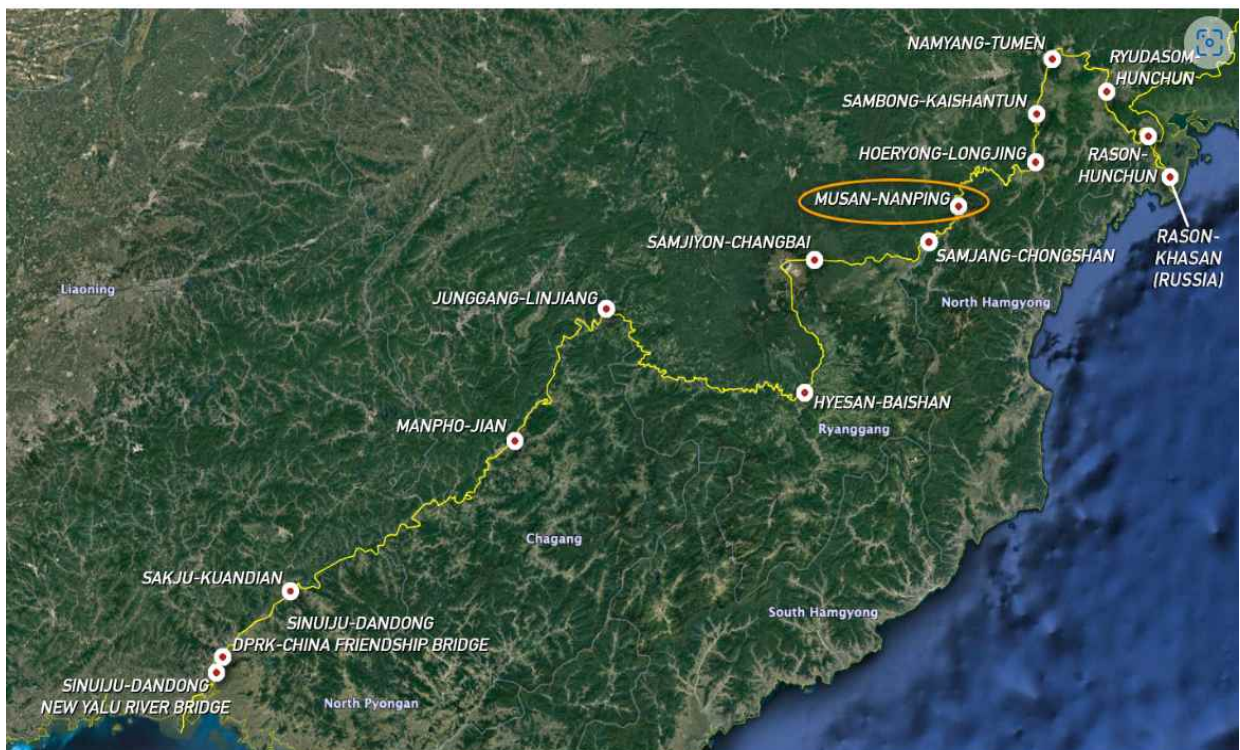 NAMYANG-TUMEN
RYUDASOM-
HUNCHUN
SAMBONG-KAISHANTUN
HOERYONG-LONGJING
RASON-
HUNCHUN
MUSAN-NANPING
SAMJIYON-CHANGBAI
SAMJANG-CHONGSHAN
RASON-
KHASAN
(RUSSIA)
Liaoning
JUNGGANG-LINJIANG
North Hamgyong
HYESAN-BAISHAN
MANPHO-JIAN
Ryanggang
Chagang
SAKJU-KUANDIAN
SINUIJU-DANDONG
DPRK-CHINA FRIENDSHIP BRIDGE
South Hamgyong
SINUIJU-DANDONG
NEW YALU RIVER BRIDGE
North Pyongan